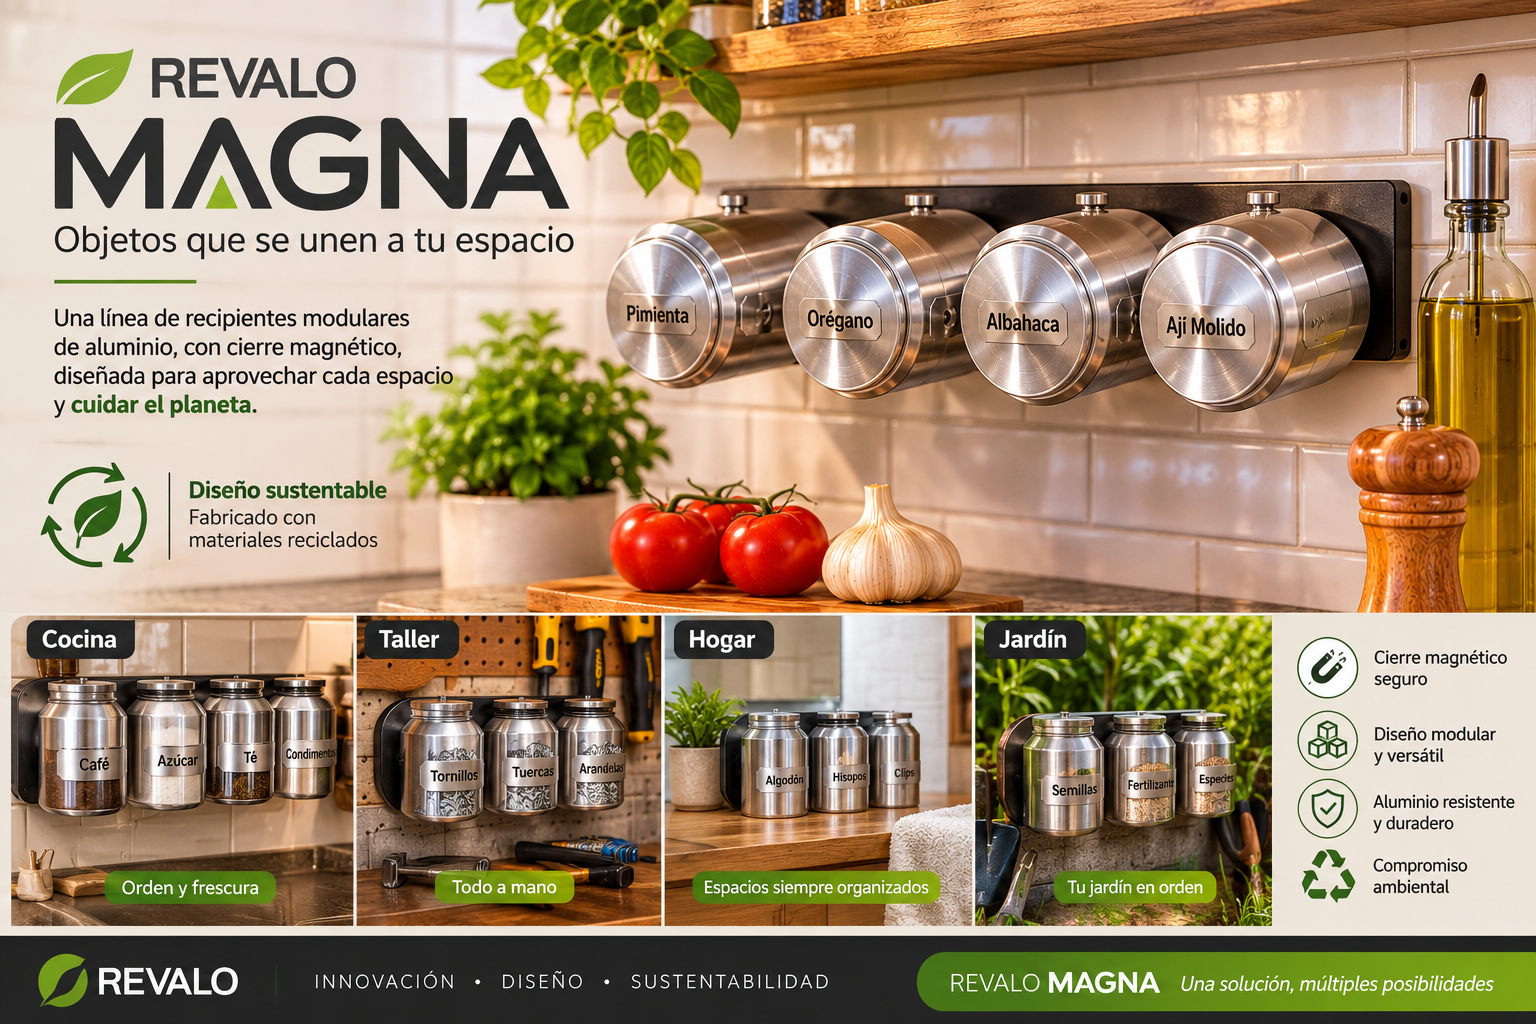 REVALO
MAGNA
Objetos que se unen a tu espacio
Una línea de recipientes modulares
de aluminio, con cierre magnético,
diseñada para aprovechar cada espacio
y cuidar el planeta.
Diseño sustentable
Fabricado con
materiales reciclados
Pimienta
Orégano
Albahaca
Ají Molido
Cocina
Café
Azúcar
Té
Condimentos
Orden y frescura
Taller
Tornillos
Tuercas
Arandelas
Todo a mano
Hogar
Algodón
Hisopos
Clips
Espacios siempre organizados
Jardín
Semillas
Fertilizante
Especies
Tu jardín en orden
Cierre magnético
seguro
Diseño modular
y versátil
Aluminio resistente
y duradero
Compromiso
ambiental
REVALO
INNOVACIÓN • DISEÑO • SUSTENTABILIDAD
REVALO MAGNA Una solución, múltiples posibilidades